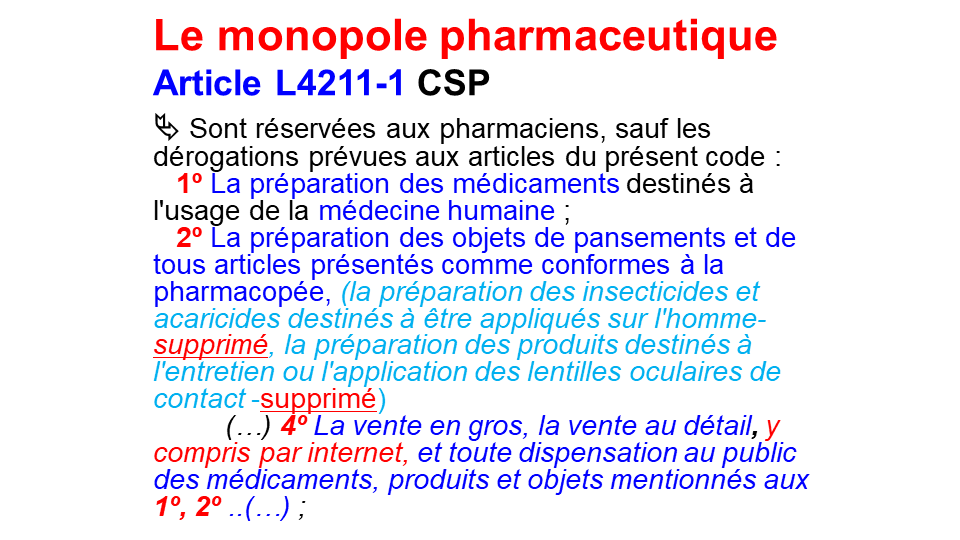 Le monopole pharmaceutique
Article L4211-1 CSP
⮱ Sont réservées aux pharmaciens, sauf les
dérogations prévues aux articles du présent code :
1º La préparation des médicaments destinés à
l'usage de la médecine humaine ;
2º La préparation des objets de pansements et de
tous articles présentés comme conformes à la
pharmacopée, (la préparation des insecticides et
acaricides destinés à être appliqués sur l'homme-
supprimé, la préparation des produits destinés à
l'entretien ou l'application des lentilles oculaires de
contact -supprimé)
(…) 4º La vente en gros, la vente au détail, y
compris par internet, et toute dispensation au public
des médicaments, produits et objets mentionnés aux
1º, 2º ..(…) ;